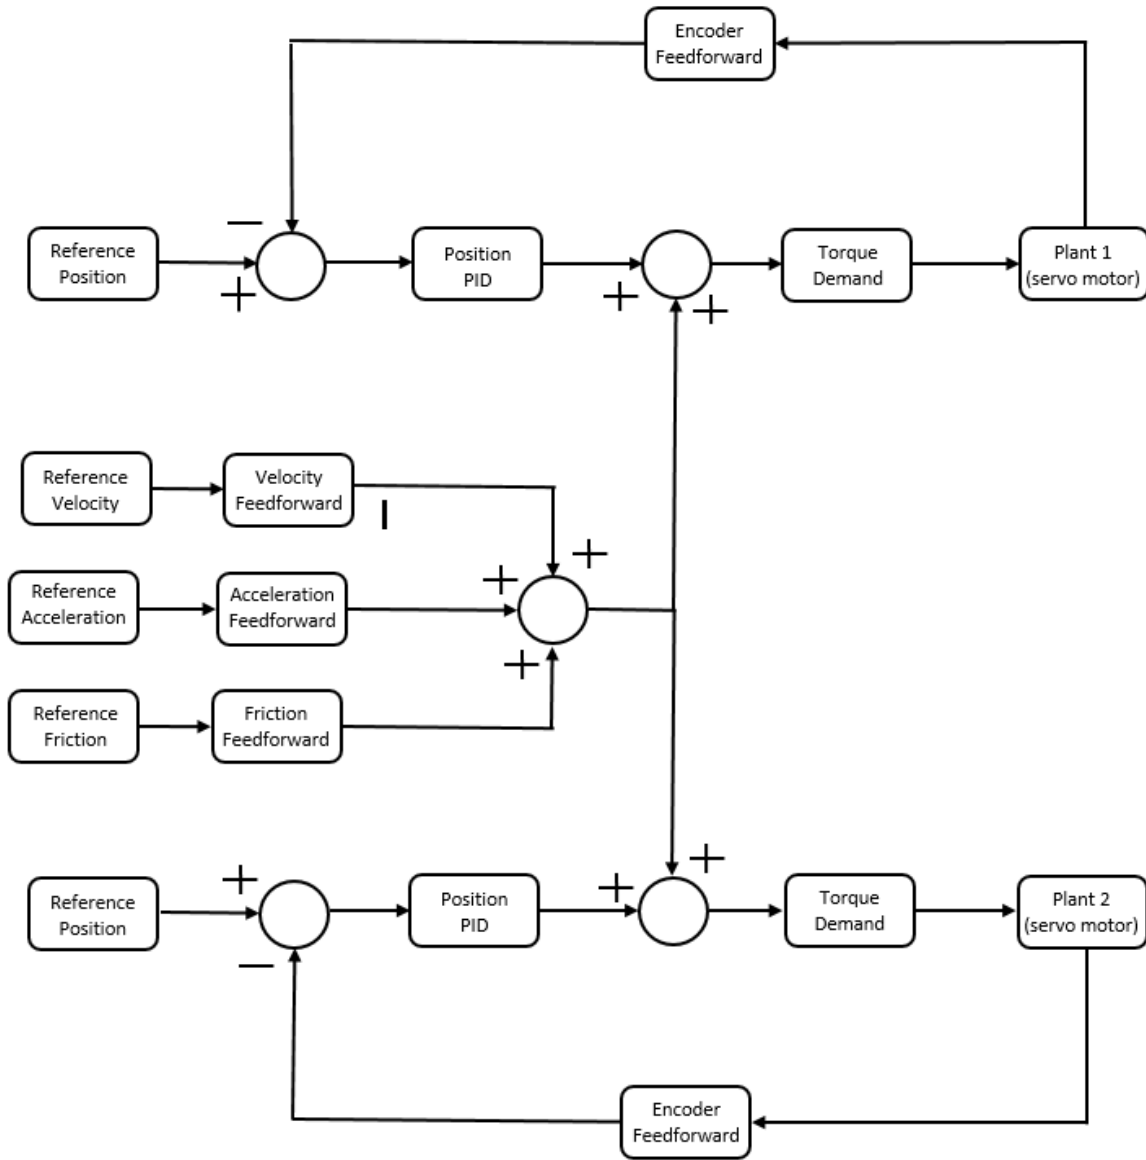 Encoder
Feedforward
−
Reference
Position
+
Position
PID
+
+
Torque
Demand
Plant 1
(servo motor)
Reference
Velocity
Velocity
Feedforward
I
+
Reference
Acceleration
Acceleration
Feedforward
+
+
Reference
Friction
Friction
Feedforward
+
Reference
Position
−
Position
PID
+
+
Torque
Demand
Plant 2
(servo motor)
Encoder
Feedforward